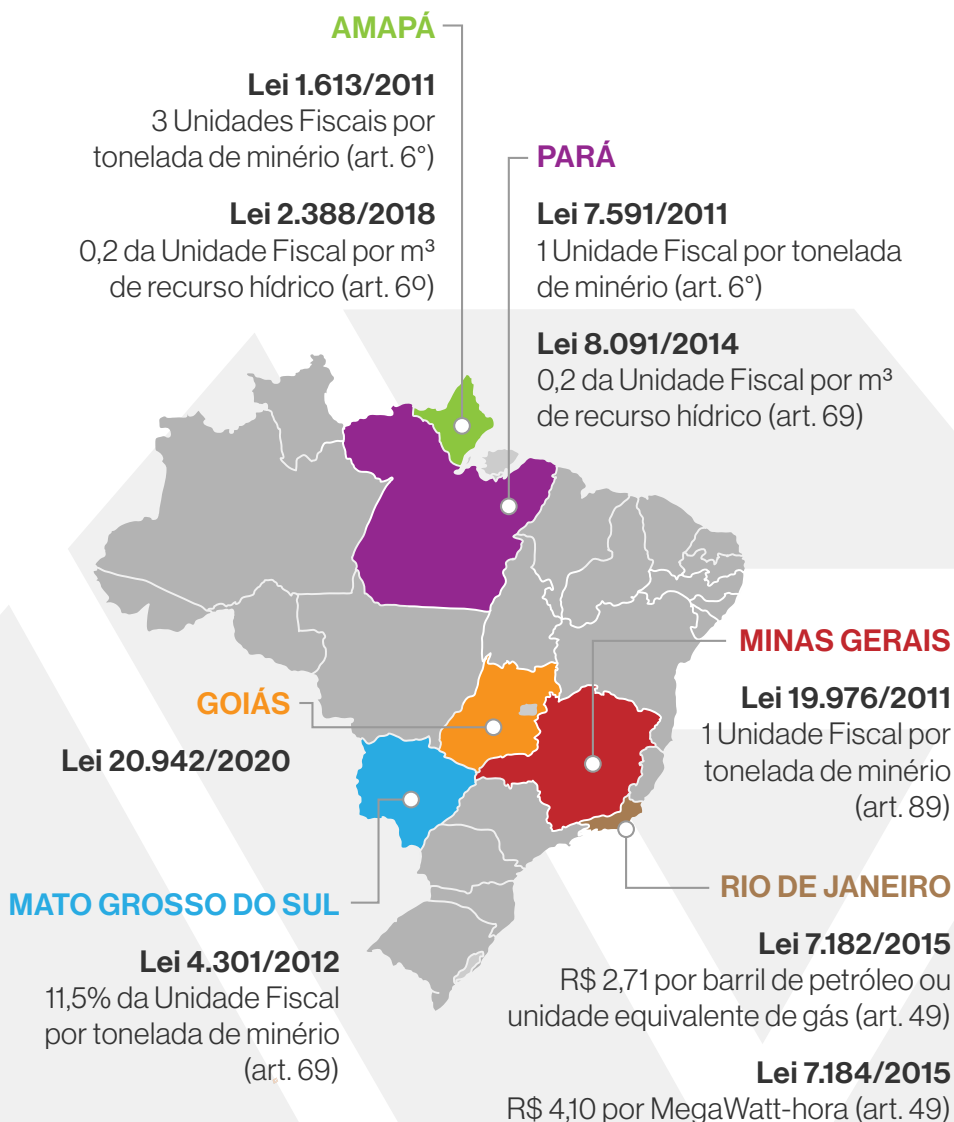 AMAPÁ
Lei 1.613/2011
3 Unidades Fiscais por
tonelada de minério (art. 6°)
Lei 2.388/2018
0,2 da Unidade Fiscal por m³
de recurso hídrico (art. 6º)
PARÁ
Lei 7.591/2011
1 Unidade Fiscal por tonelada
de minério (art. 6°)
Lei 8.091/2014
0,2 da Unidade Fiscal por m³
de recurso hídrico (art. 69)
GOIÁS
Lei 20.942/2020
MINAS GERAIS
Lei 19.976/2011
1 Unidade Fiscal por
tonelada de minério
(art. 89)
MATO GROSSO DO SUL
Lei 4.301/2012
11,5% da Unidade Fiscal
por tonelada de minério
(art. 69)
RIO DE JANEIRO
Lei 7.182/2015
R$ 2,71 por barril de petróleo ou
unidade equivalente de gás (art. 49)
Lei 7.184/2015
R$ 4,10 por MegaWatt-hora (art. 49)